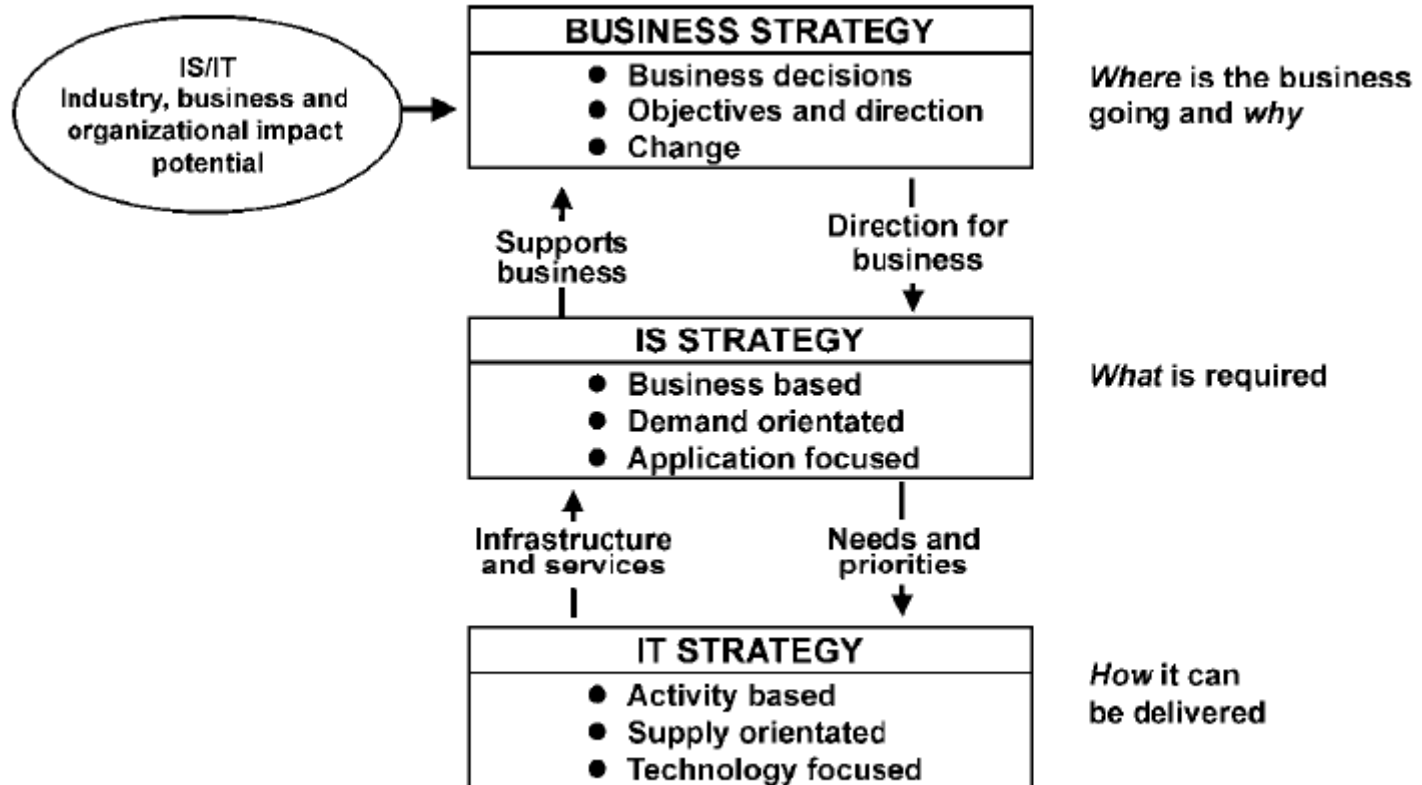 IS/IT
Industry, business and
organizational impact
potential
BUSINESS STRATEGY
● Business decisions
● Objectives and direction
● Change
Where is the business
going and why
Supports
business
Direction for
business
IS STRATEGY
● Business based
● Demand orientated
● Application focused
What is required
Infrastructure
and services
Needs and
priorities
IT STRATEGY
● Activity based
● Supply orientated
● Technology focused
How it can
be delivered